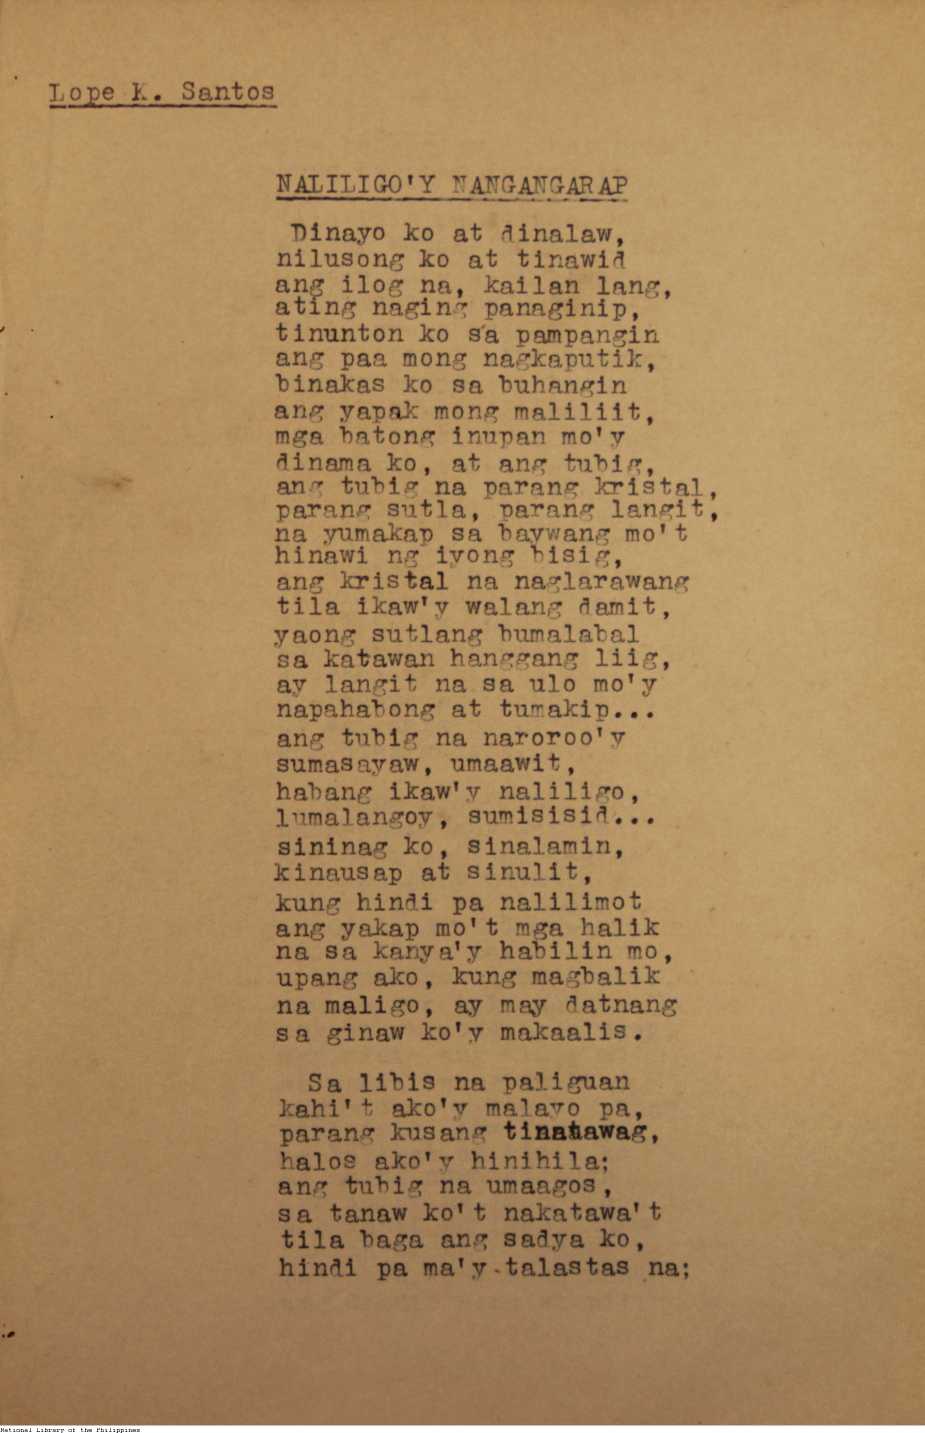 Lope K. Santos
NALILIGO'Y NANGANGARAP
Dinayo ko at dinalaw,
nilusong ko at tinawid
ang ilog na, kailan lang,
ating naging panaginip,
tinunton ko sa pampangin
ang paa mong nagkaputik,
binakas ko sa buhangin
ang yapak mong maliliit,
mga batong inupan mo'y
dinama ko, at ang tubig,
ang tubig na parang kristal,
parang sutla, parang langit,
na yumakap sa baywang mo't
hinawi ng iyong bisig,
ang kristal na naglarawang
tila ikaw'y walang damit,
yaong sutlang bumalabal
sa katawan hanggang liig,
ay langit na sa ulo mo'y
napahabong at tumakip...
ang tubig na naroroo'y
sumasayaw, umaawit,
habang ikaw'y naliligo,
lumalangoy, sumisisid...
sininag ko, sinalamin,
kinausap at sinulit,
kung hindi pa nalilimot
ang yakap mo't mga halik
na sa kanya'y habilin mo,
upang ako, kung magbalik
na maligo, ay may datnang
sa ginaw ko'y makaalis.
Sa libis na paliguan
kahi't ako'y malayo pa,
parang kusang tinatawag,
halos ako'y hinihila;
ang tubig na umaagos,
sa tanaw ko't nakatawa't
tila baga ang sadya ko,
hindi pa ma'y talastas na;
National Library of the Philippines